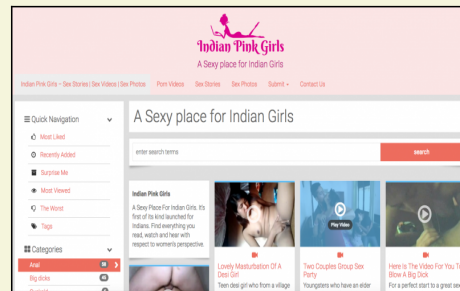 Indian Pink Girls
A Sexy place for Indian Girls
Indian Pink Girls – Sex Stories | Sex Videos | Sex Photos Porn Videos Sex Stories Sex Photos Submit Contact Us
Quick Navigation
Most Liked
Recently Added
Surprise Me
Most Viewed
The Worst
Tags
Categories
Anal
Big dicks
A Sexy place for Indian Girls
enter search terms
search
Indian Pink Girls
A Sexy Place For Indian Girls. It's
first of its kind launched for
Indians. Find everything you
read, watch and hear with
respect to women's perspective.
Lovely Masturbation Of A
Desi Girl
Teen desi girl who from a village
Play Video
Two Couples Group Sex
Party
Youngsters who have an elder
Here Is The Video For You T
Blow A Big Dick
For a perfect start to a great sex